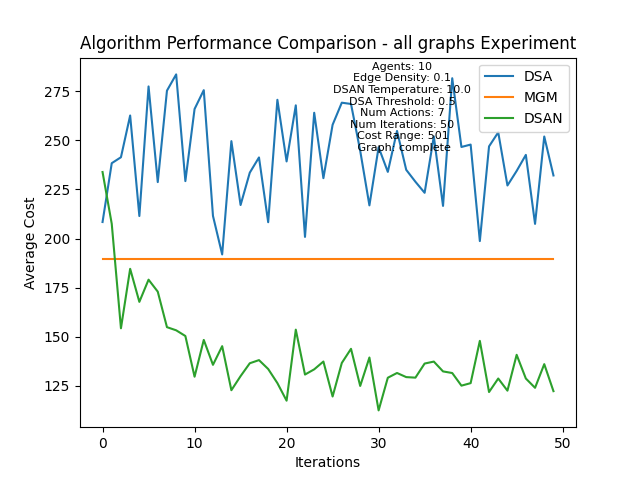 Algorithm Performance Comparison - all graphs Experiment
Agents: 10
Edge Density: 0.1
DSAN Temperature: 10.0
DSA Threshold: 0.5
Num Actions: 7
Num Iterations: 50
Cost Range: 501
Graph: complete
DSA
MGM
DSAN
Average Cost
275
250
225
200
175
150
125
0 10 20 30 40 50
Iterations